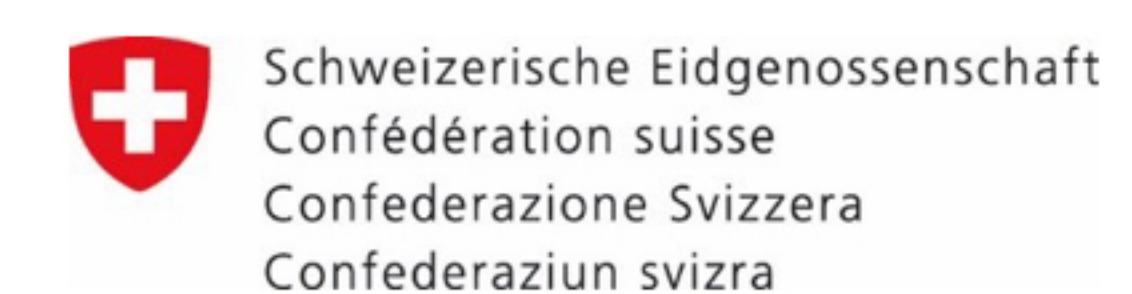 Schweizerische Eidgenossenschaft
Confédération suisse
Confederazione Svizzera
Confederaziun svizra